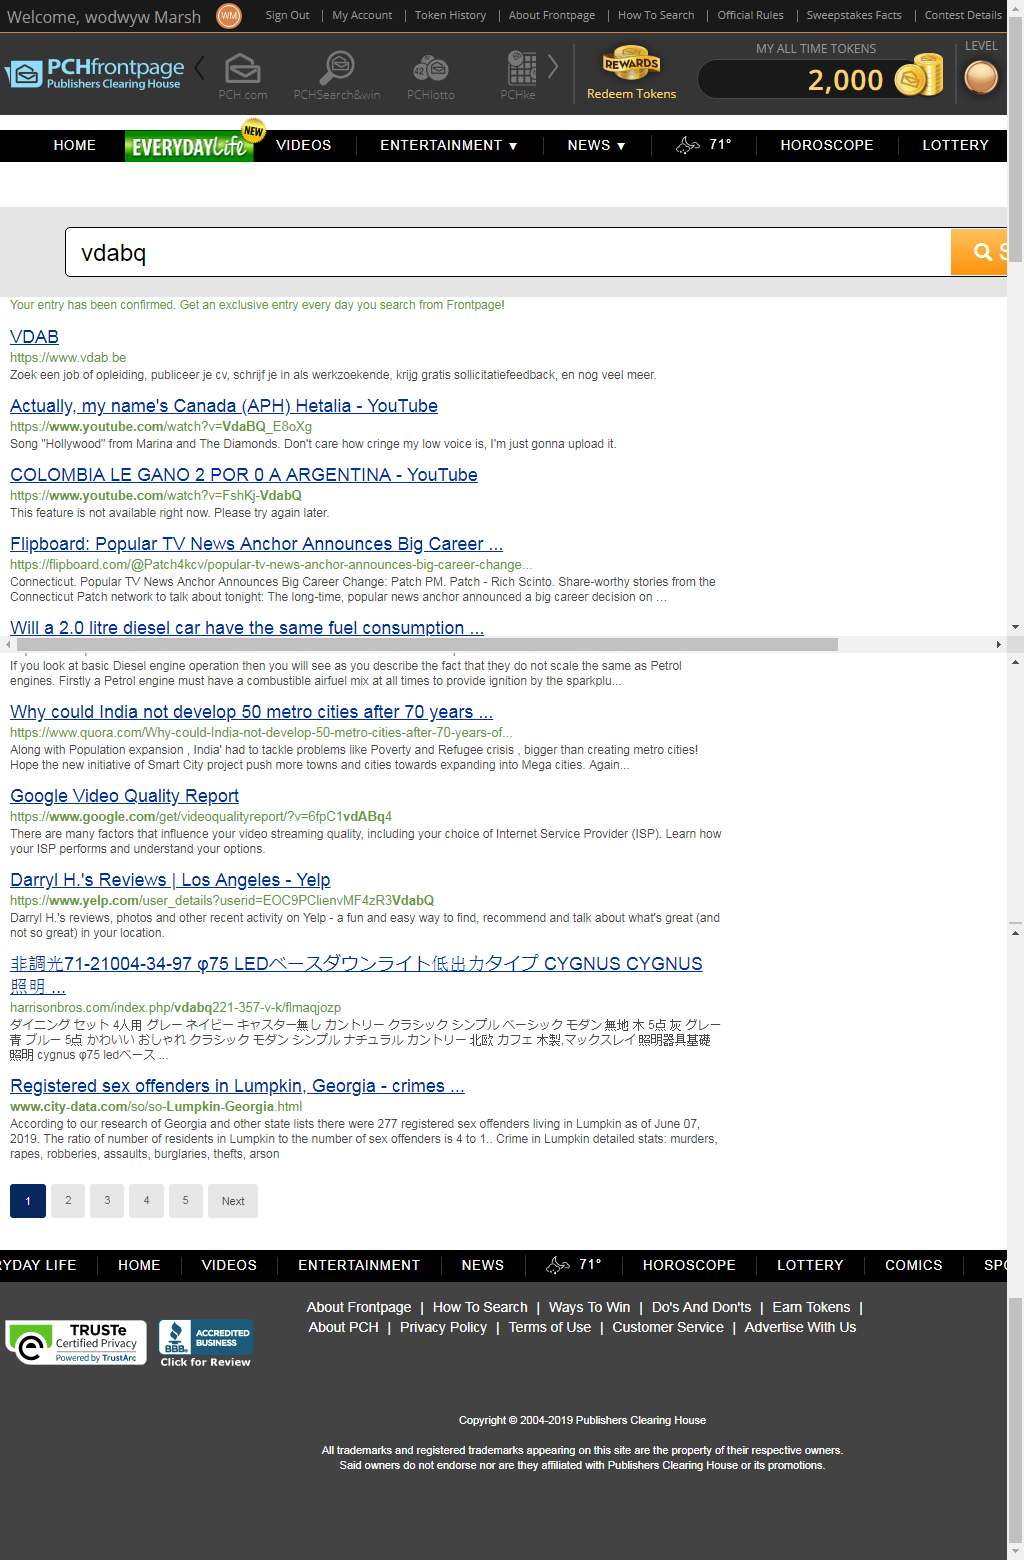 Welcome, wodwyw Marsh WM Sign Out | My Account | Token History | About Frontpage | How To Search | Official Rules | Sweepstakes Facts | Contest Details
PCHfrontpage
Publishers Clearing House
PCH.com PCHSearch&win PCHlotto PCHke
REWARDS
Redeem Tokens
MY ALL TIME TOKENS
2,000
LEVEL
HOME EVERYDAY Life NEW VIDEOS ENTERTAINMENT ▼ NEWS ▼ 71° HOROSCOPE LOTTERY
vdabq S
Your entry has been confirmed. Get an exclusive entry every day you search from Frontpage!
VDAB
https://www.vdab.be
Zoek een job of opleiding, publiceer je cv, schrijf je in als werkzoekende, krijg gratis sollicitatiefeedback, en nog veel meer.
Actually, my name's Canada (APH) Hetalia - YouTube
https://www.youtube.com/watch?v=VdaBQ_E8oXg
Song "Hollywood" from Marina and The Diamonds. Don't care how cringe my low voice is, I'm just gonna upload it.
COLOMBIA LE GANO 2 POR 0 A ARGENTINA - YouTube
https://www.youtube.com/watch?v=FshKj-VdabQ
This feature is not available right now. Please try again later.
Flipboard: Popular TV News Anchor Announces Big Career ...
https://flipboard.com/@Patch4kcv/popular-tv-news-anchor-announces-big-career-change...
Connecticut. Popular TV News Anchor Announces Big Career Change: Patch PM. Patch - Rich Scinto. Share-worthy stories from the
Connecticut Patch network to talk about tonight: The long-time, popular news anchor announced a big career decision on ...
Will a 2.0 litre diesel car have the same fuel consumption ...
If you look at basic Diesel engine operation then you will see as you describe the fact that they do not scale the same as Petrol
engines. Firstly a Petrol engine must have a combustible airfuel mix at all times to provide ignition by the sparkplu...
Why could India not develop 50 metro cities after 70 years ...
https://www.quora.com/Why-could-India-not-develop-50-metro-cities-after-70-years-of...
Along with Population expansion , India' had to tackle problems like Poverty and Refugee crisis , bigger than creating metro cities!
Hope the new initiative of Smart City project push more towns and cities towards expanding into Mega cities. Again...
Google Video Quality Report
https://www.google.com/get/videoqualityreport/?v=6fpC1vdABq4
There are many factors that influence your video streaming quality, including your choice of Internet Service Provider (ISP). Learn how
your ISP performs and understand your options.
Darryl H.'s Reviews | Los Angeles - Yelp
https://www.yelp.com/user_details?userid=EOC9PClienvMF4zR3VdabQ
Darryl H.'s reviews, photos and other recent activity on Yelp - a fun and easy way to find, recommend and talk about what's great (and
not so great) in your location.
非調光71-21004-34-97 φ75 LEDベースダウンライト低出力タイプ CYGNUS CYGNUS
照明 ...
harrisonbros.com/index.php/vdabq221-357-v-k/flmaqjozp
ダイニング セット 4人用 グレー ネイビー キャスター無し カントリー クラシック シンプル ベーシック モダン 無地 木 5点 灰 グレー
青 ブルー 5点 かわいい おしゃれ クラシック モダン シンプル ナチュラル カントリー 北欧 カフェ 木製,マックスレイ 照明器具基礎
照明 cygnus φ75 ledベース ...
Registered sex offenders in Lumpkin, Georgia - crimes ...
www.city-data.com/so/so-Lumpkin-Georgia.html
According to our research of Georgia and other state lists there were 277 registered sex offenders living in Lumpkin as of June 07,
2019. The ratio of number of residents in Lumpkin to the number of sex offenders is 4 to 1.. Crime in Lumpkin detailed stats: murders,
rapes, robberies, assaults, burglaries, thefts, arson
1 2 3 4 5 Next
RYDAY LIFE HOME VIDEOS ENTERTAINMENT NEWS 71° HOROSCOPE LOTTERY COMICS SPO
About Frontpage | How To Search | Ways To Win | Do's And Don'ts | Earn Tokens |
About PCH | Privacy Policy | Terms of Use | Customer Service | Advertise With Us
TRUSTe
Certified Privacy
Powered by TrustArc
BBB
ACCREDITED
BUSINESS
Click for Review
Copyright © 2004-2019 Publishers Clearing House
All trademarks and registered trademarks appearing on this site are the property of their respective owners.
Said owners do not endorse nor are they affiliated with Publishers Clearing House or its promotions.